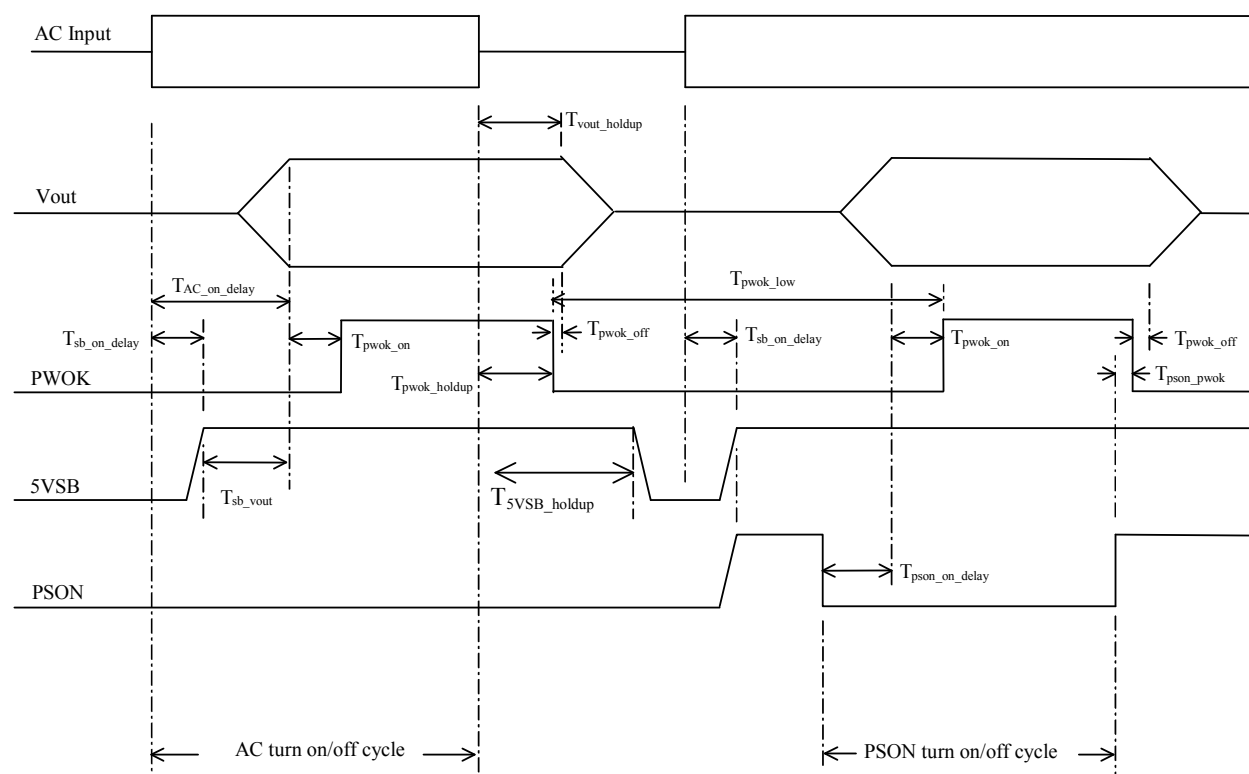 AC Input
T_vout_holdup
Vout
T_AC_on_delay
T_pwok_low
T_sb_on_delay
T_pwok_on
T_pwok_off
T_sb_on_delay
T_pwok_on
T_pwok_off
PWOK
T_pwok_holdup
T_pson_pwok
5VSB
T_sb_vout
T_5VSB_holdup
PSON
T_pson_on_delay
AC turn on/off cycle
PSON turn on/off cycle